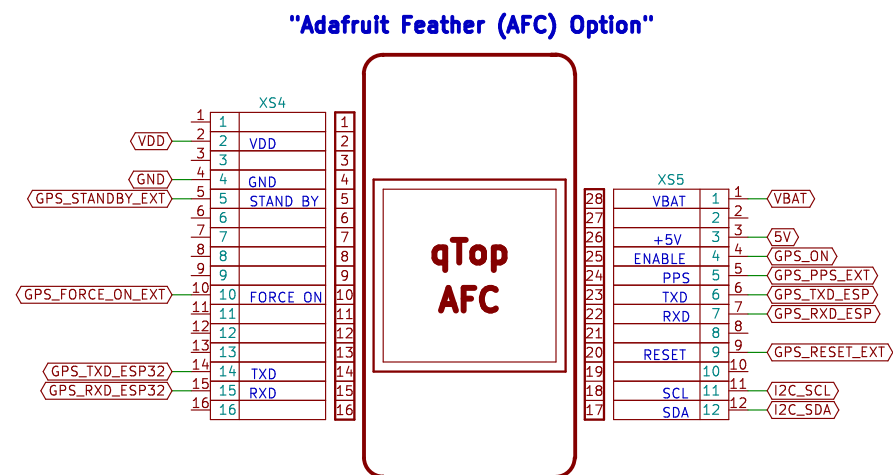 "Adafruit Feather (AFC) Option"
XS4
1 1 1
VDD 2 2 VDD 2
3 3 3
GND 4 4 GND 4
GPS_STANDBY_EXT 5 5 STAND BY 5
6 6 6
7 7 7
8 8 8
9 9 9
GPS_FORCE_ON_EXT 10 10 FORCE ON 10
11 11 11
12 12 12
13 13 13
GPS_TXD_ESP32 14 14 TXD 14
GPS_RXD_ESP32 15 15 RXD 15
16 16 16
qTop
AFC
XS5
28 VBAT 1 1 VBAT
27 2 2
26 +5V 3 3 5V
25 ENABLE 4 4 GPS_ON
24 PPS 5 5 GPS_PPS_EXT
23 TXD 6 6 GPS_TXD_ESP
22 RXD 7 7 GPS_RXD_ESP
21 8 8
20 RESET 9 9 GPS_RESET_EXT
19 10 10
18 SCL 11 11 I2C_SCL
17 SDA 12 12 I2C_SDA